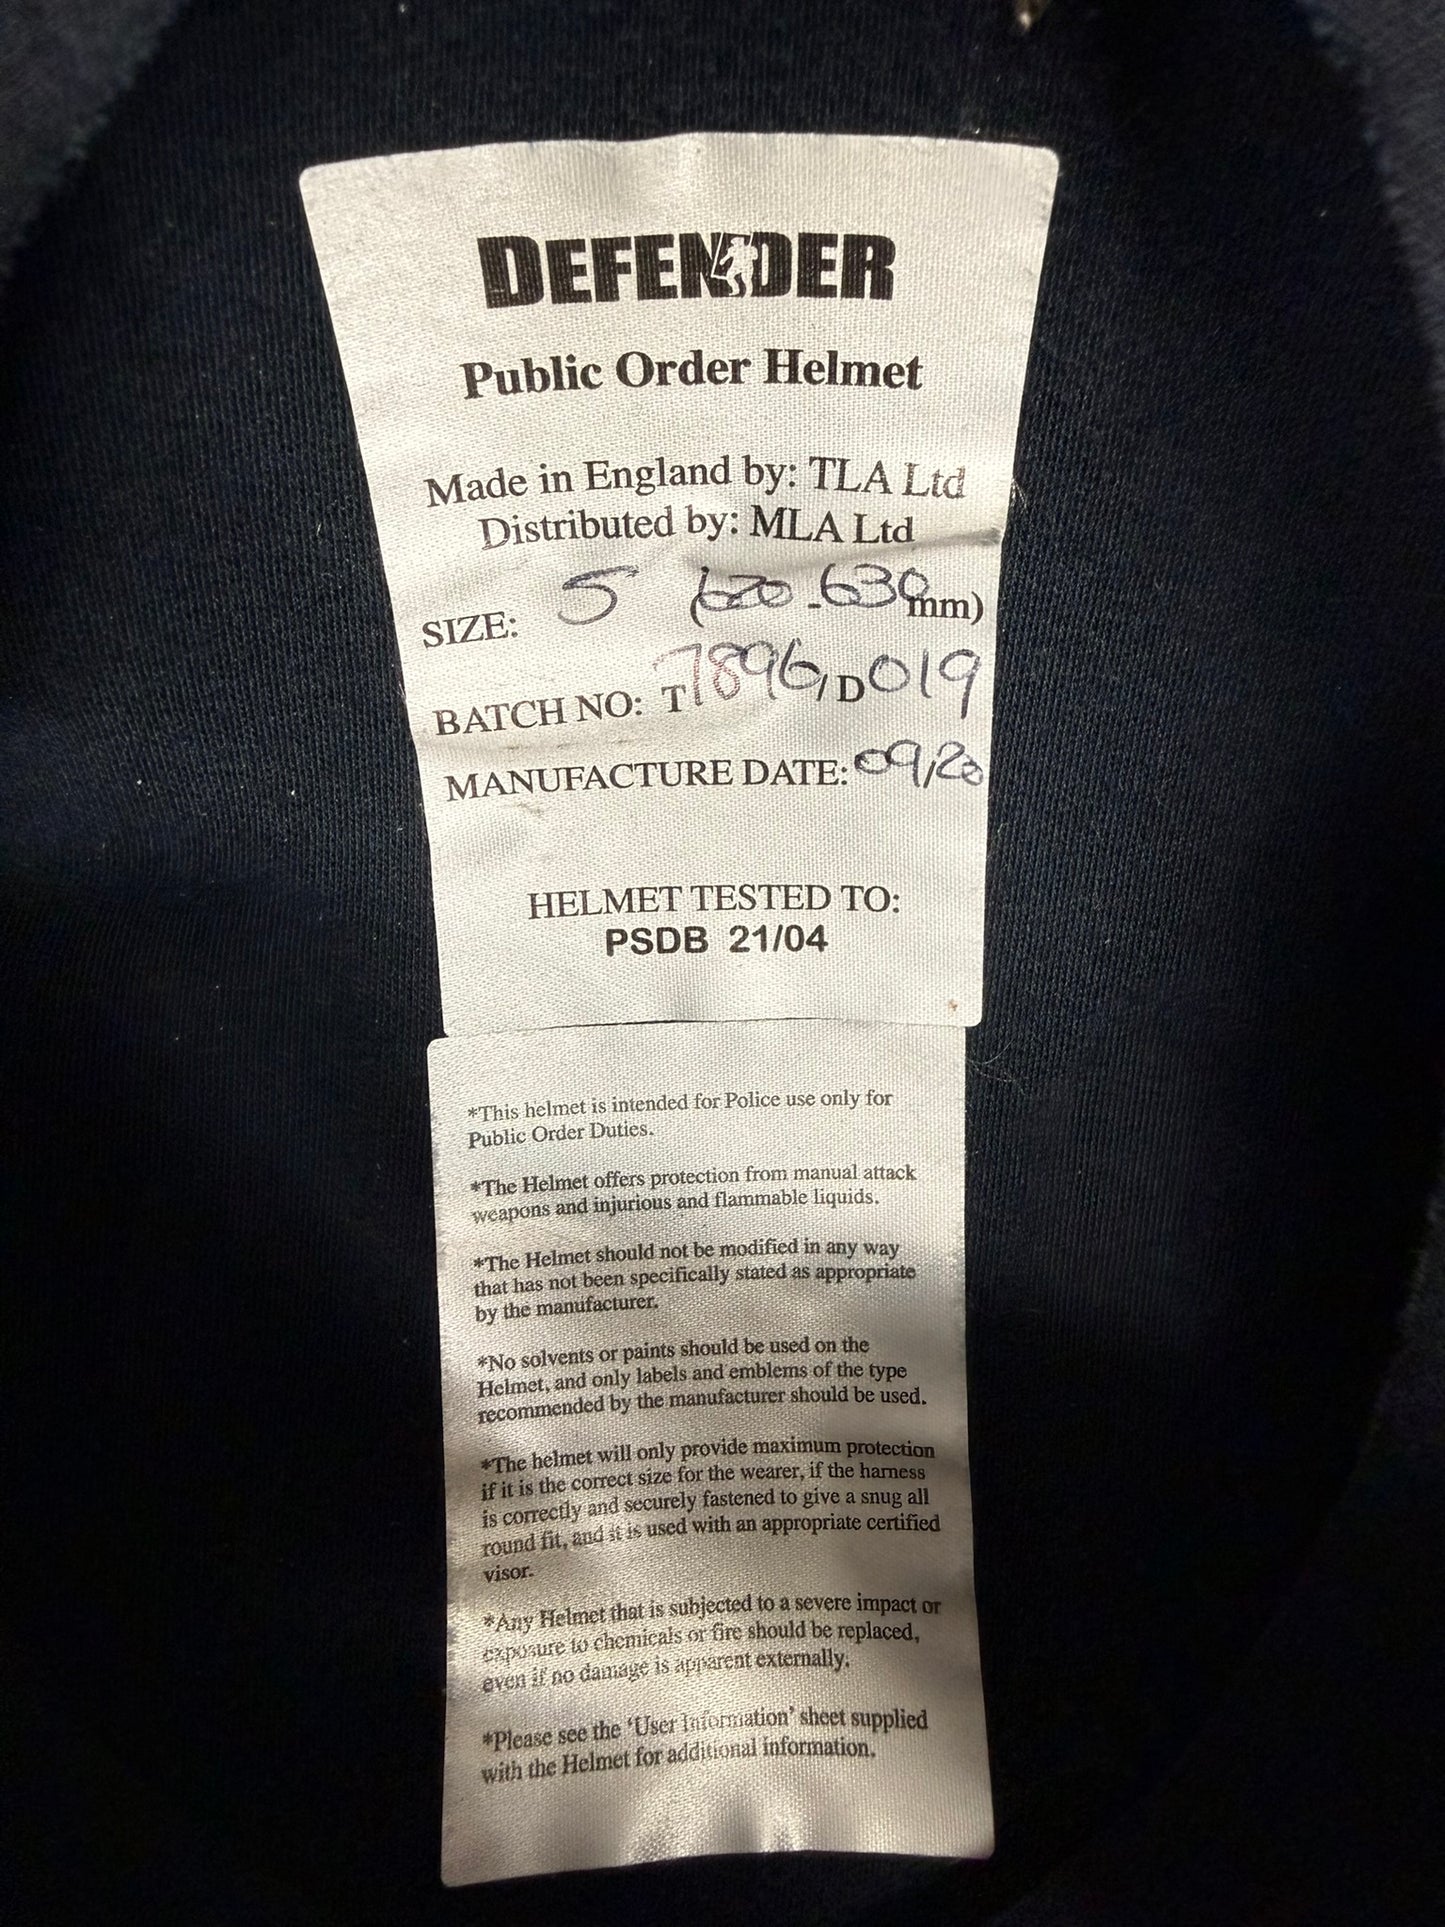 DEFENDER
Public Order Helmet
Made in England by: TLA Ltd
Distributed by: MLA Ltd
SIZE: 5 (620-630mm)
BATCH NO: T7896/D019
MANUFACTURE DATE: 09/20
HELMET TESTED TO:
PSDB 21/04
*This helmet is intended for Police use only for
Public Order Duties.
*The Helmet offers protection from manual attack
weapons and injurious and flammable liquids.
*The Helmet should not be modified in any way
that has not been specifically stated as appropriate
by the manufacturer.
*No solvents or paints should be used on the
Helmet, and only labels and emblems of the type
recommended by the manufacturer should be used.
*The helmet will only provide maximum protection
if it is the correct size for the wearer, if the harness
is correctly and securely fastened to give a snug all
round fit, and it is used with an appropriate certified
visor.
*Any Helmet that is subjected to a severe impact or
exposure to chemicals or fire should be replaced,
even if no damage is apparent externally.
*Please see the 'User Information' sheet supplied
with the Helmet for additional information.